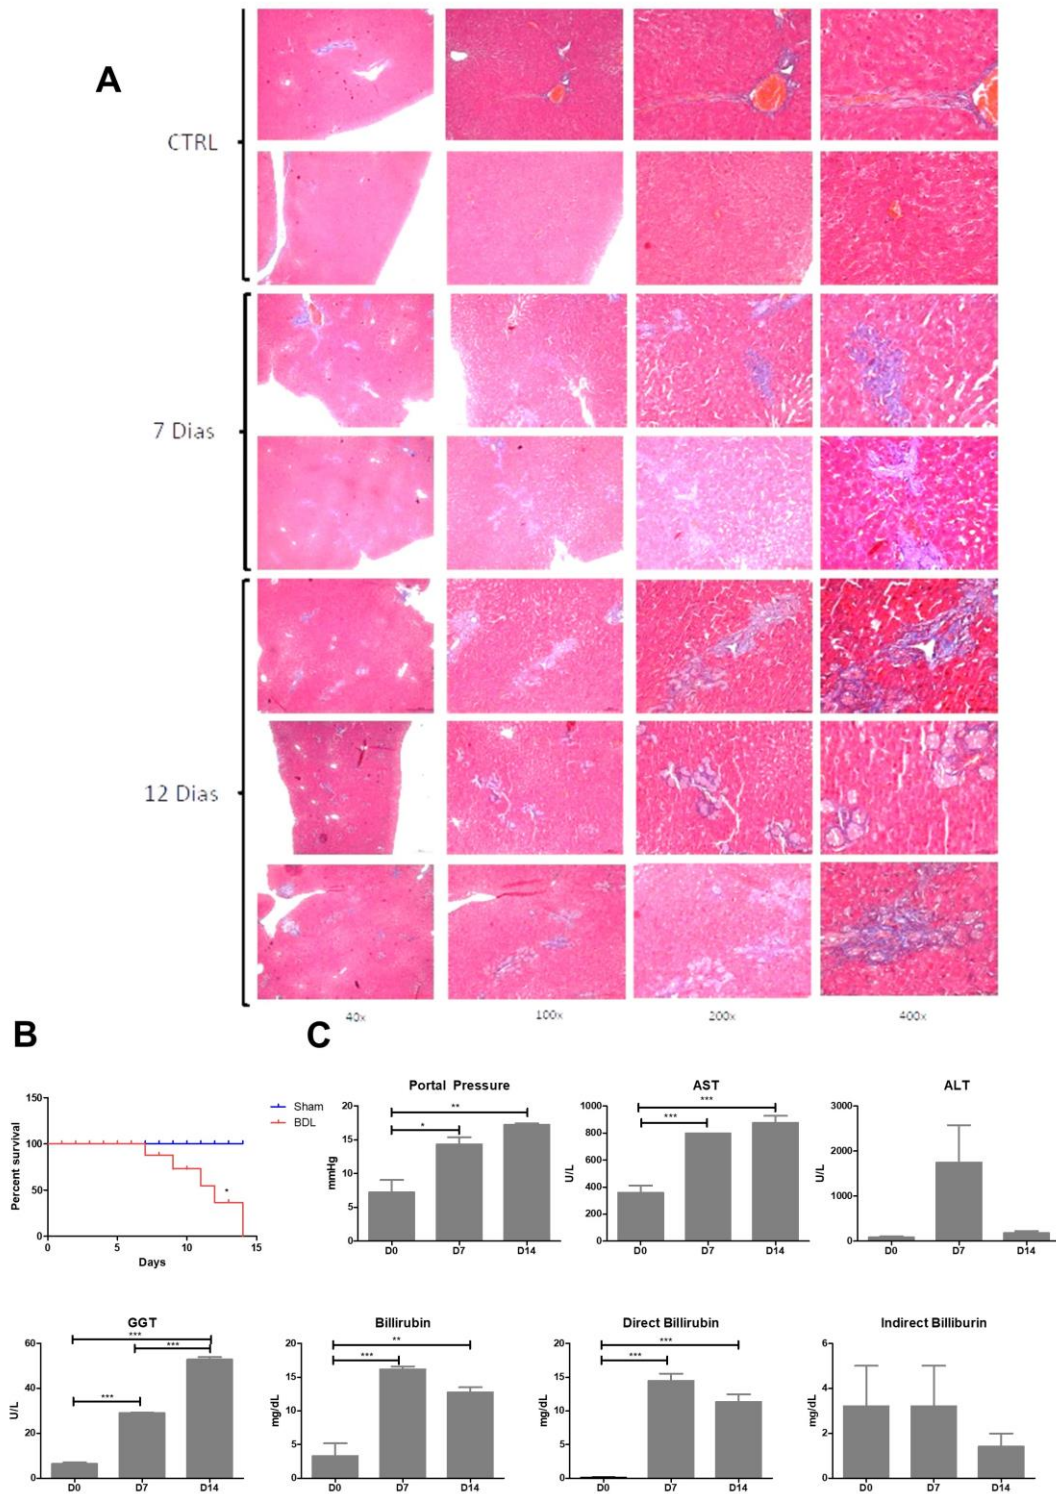 A
CTRL
7 Dias
12 Dias
40x 100x 200x 400x
B
C
150
100
50
0
Percent survival
0 5 10 15
Days
Sham
BDL
*
Portal Pressure
20
15
10
5
0
mmHg
**
*
D0 D7 D14
AST
1000
800
600
400
200
0
U/L
***
***
D0 D7 D14
ALT
3000
2000
1000
0
U/L
D0 D7 D14
GGT
60
40
20
0
U/L
***
***
***
D0 D7 D14
Billirubin
20
15
10
5
0
mg/dL
**
***
D0 D7 D14
Direct Billirubin
20
15
10
5
0
mg/dL
***
***
D0 D7 D14
Indirect Billiburin
6
4
2
0
mg/dL
D0 D7 D14